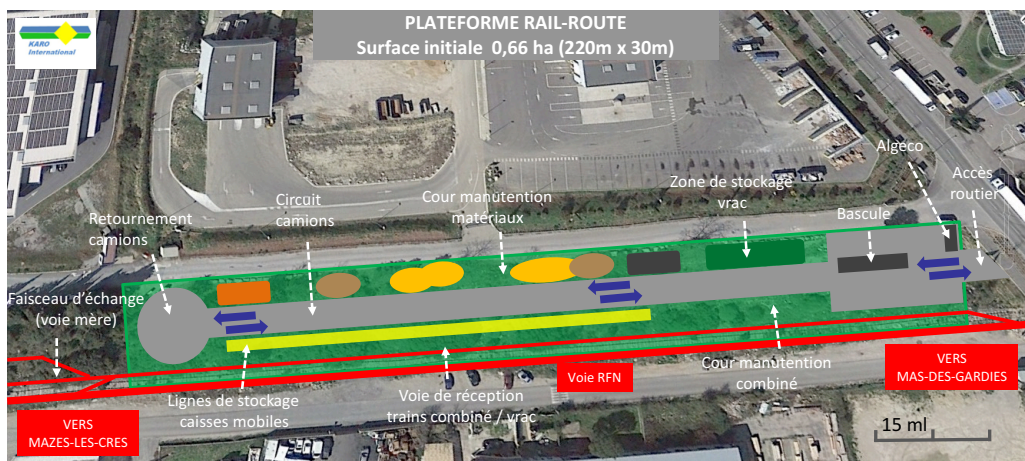 PLATEFORME RAIL-ROUTE
Surface initiale 0,66 ha (220m x 30m)
KARO
International
Algeco
Accès
routier
Zone de stockage
vrac
Bascule
Cour manutention
matériaux
Circuit
camions
Retournement
camions
Faisceau d'échange
(voie mère)
VERS
MAZES-LES-CRES
Lignes de stockage
caisses mobiles
Voie de réception
trains combiné / vrac
Voie RFN
Cour manutention
combiné
VERS
MAS-DES-GARDIES
15 ml